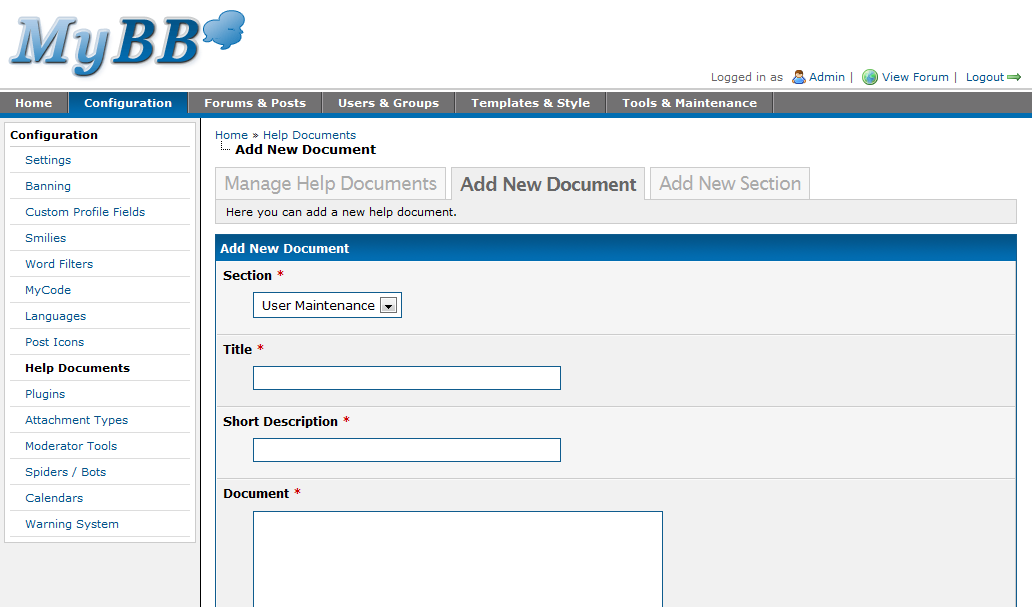 MyBB
Logged in as Admin | View Forum | Logout
Home Configuration Forums & Posts Users & Groups Templates & Style Tools & Maintenance
Configuration
Settings
Banning
Custom Profile Fields
Smilies
Word Filters
MyCode
Languages
Post Icons
Help Documents
Plugins
Attachment Types
Moderator Tools
Spiders / Bots
Calendars
Warning System
Home » Help Documents
Add New Document
Manage Help Documents Add New Document Add New Section
Here you can add a new help document.
Add New Document
Section *
User Maintenance
Title *
Short Description *
Document *